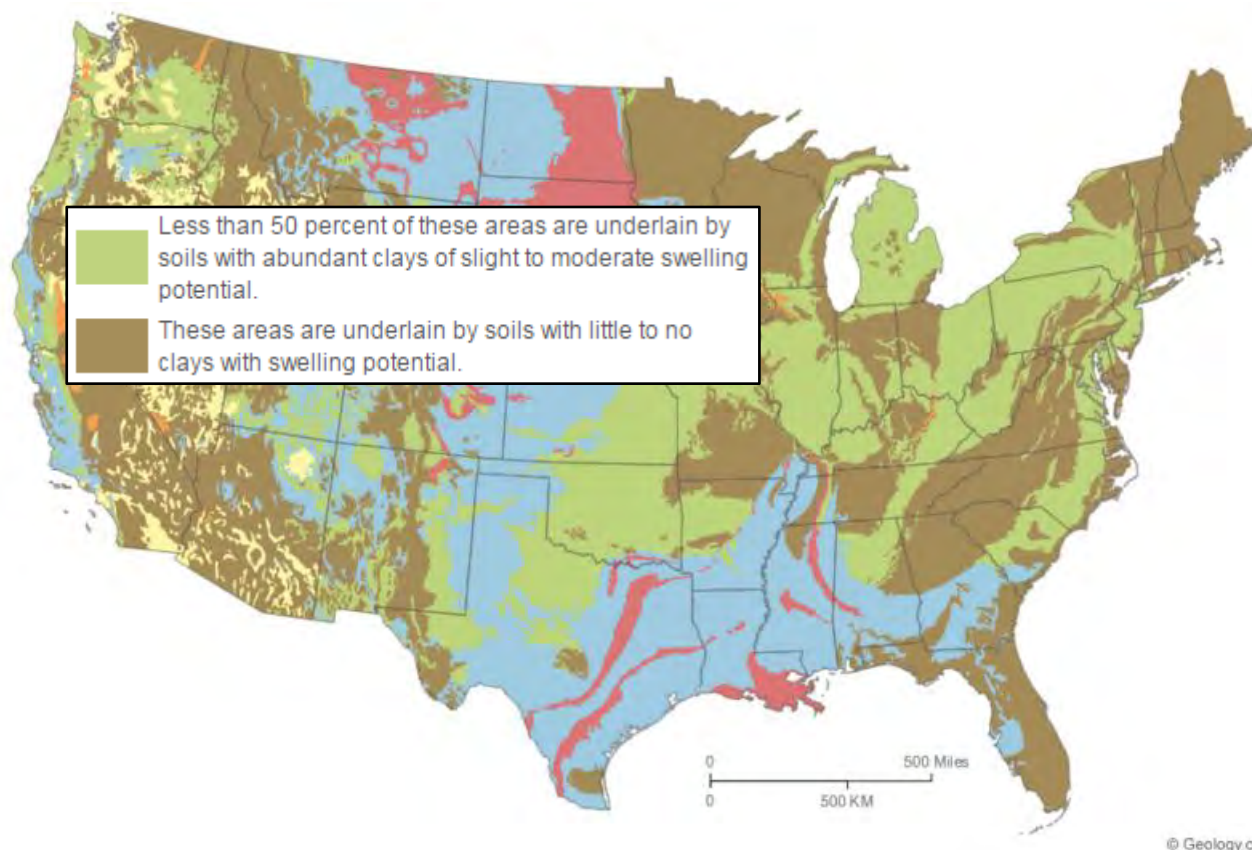 Less than 50 percent of these areas are underlain by
soils with abundant clays of slight to moderate swelling
potential.
These areas are underlain by soils with little to no
clays with swelling potential.
0 500 Miles
0 500 KM
© Geology.c